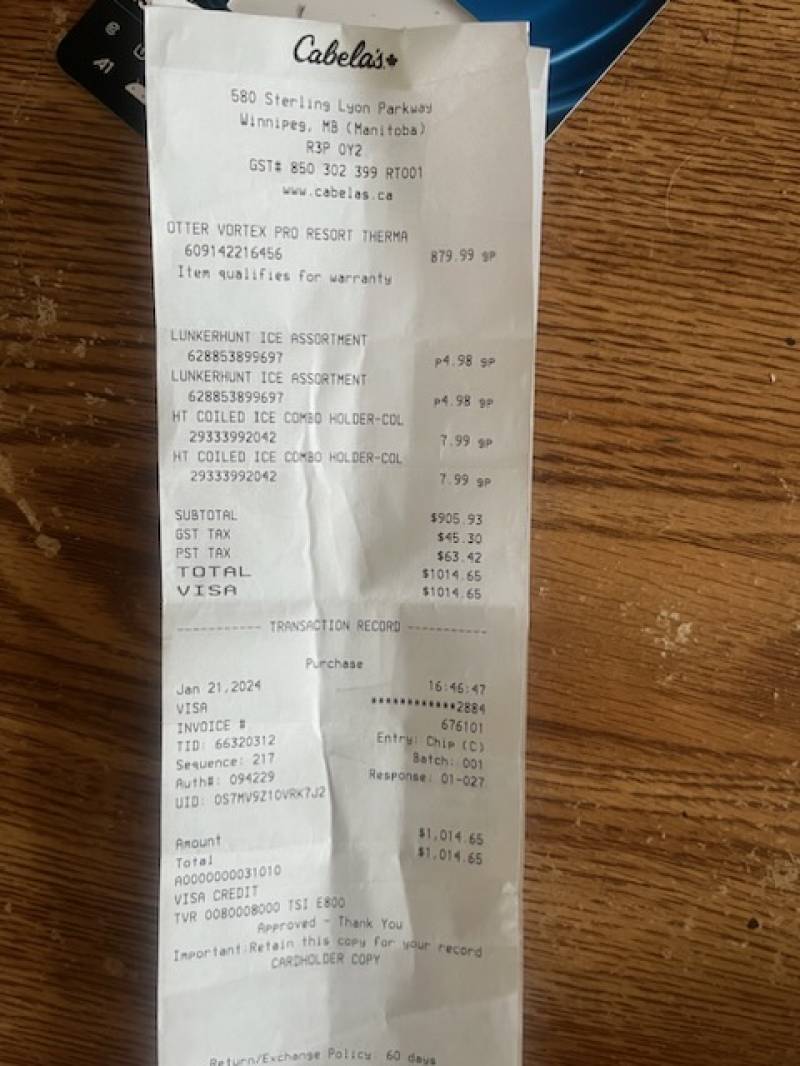 Cabela's
580 Sterling Lyon Parkway
Winnipeg, MB (Manitoba)
R3P 0Y2
GST# 850 302 399 RT001
www.cabelas.ca
OTTER VORTEX PRO RESORT THERMA
609142216456 879.99 gP
Item qualifies for warranty
LUNKERHUNT ICE ASSORTMENT
628853899697 P4.98 gP
LUNKERHUNT ICE ASSORTMENT
628853899697 P4.98 gP
HT COILED ICE COMBO HOLDER-COL
29333992042 7.99 gP
HT COILED ICE COMBO HOLDER-COL
29333992042 7.99 gP
SUBTOTAL $905.93
GST TAX $45.30
PST TAX $63.42
TOTAL $1014.65
VISA $1014.65
----------- TRANSACTION RECORD -----------
Purchase
Jan 21,2024 16:46:47
VISA ************2884
INVOICE # 676101
TID: 66320312 Entry: Chip (C)
Sequence: 217 Batch: 001
Auth#: 094229 Response: 01-027
UID: 0S7MV9Z10VRK7J2
Amount $1,014.65
Total $1,014.65
A0000000031010
VISA CREDIT
TVR 0080008000 TSI E800
Approved - Thank You
Important:Retain this copy for your record
CARDHOLDER COPY
Return/Exchange Policy: 60 days